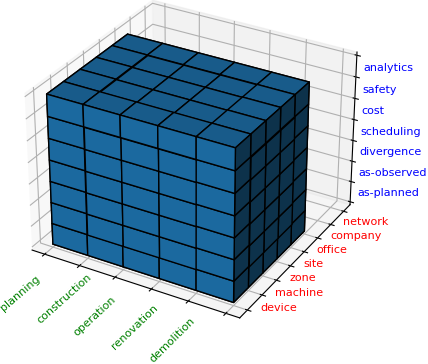 analytics
safety
cost
scheduling
divergence
as-observed
as-planned
network
company
office
site
zone
machine
device
planning
construction
operation
renovation
demolition